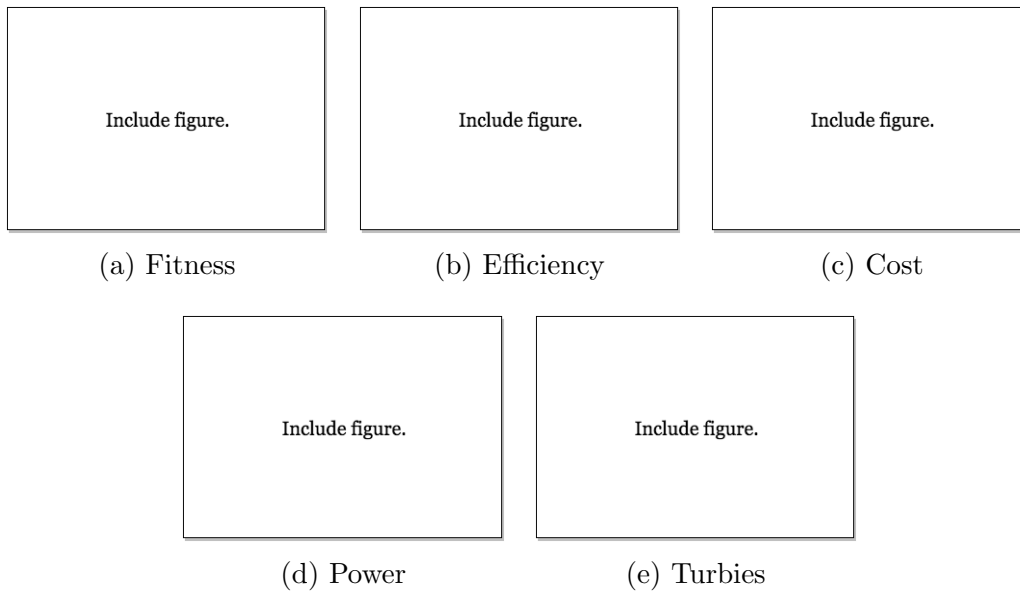 Include figure. Include figure. Include figure.
(a) Fitness (b) Efficiency (c) Cost
Include figure. Include figure.
(d) Power (e) Turbies